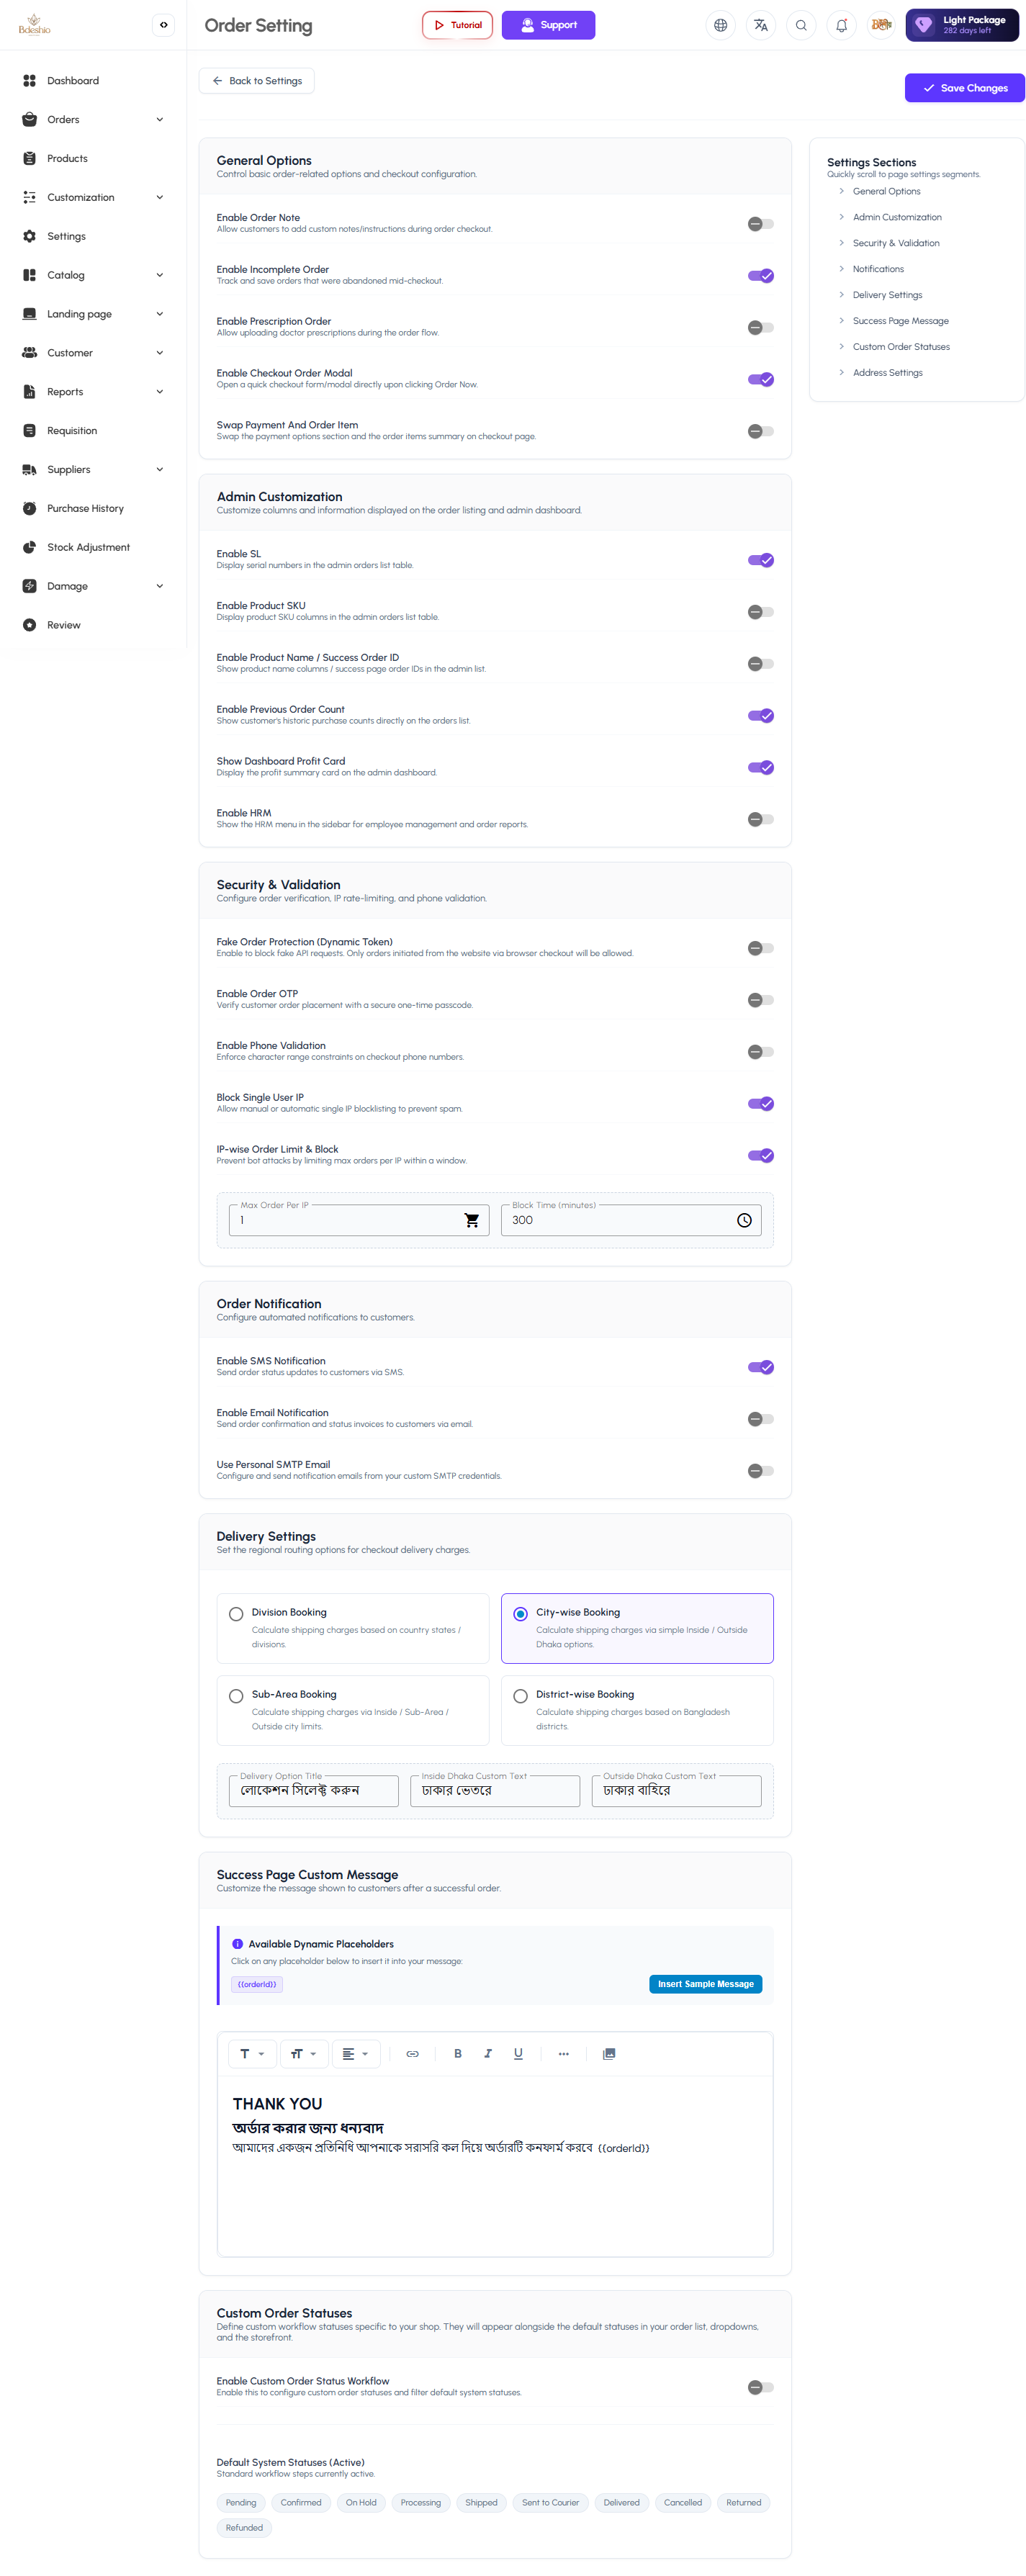 Bdeshio
Order Setting
Tutorial
Support
Light Package
282 days left
Dashboard
Orders
Products
Customization
Settings
Catalog
Landing page
Customer
Reports
Requisition
Suppliers
Purchase History
Stock Adjustment
Damage
Review
Back to Settings
Save Changes
General Options
Control basic order-related options and checkout configuration.
Enable Order Note
Allow customers to add custom notes/instructions during order checkout.
Enable Incomplete Order
Track and save orders that were abandoned mid-checkout.
Enable Prescription Order
Allow uploading doctor prescriptions during the order flow.
Enable Checkout Order Modal
Open a quick checkout form/modal directly upon clicking Order Now.
Swap Payment And Order Item
Swap the payment options section and the order items summary on checkout page.
Settings Sections
Quickly scroll to page settings segments.
General Options
Admin Customization
Security & Validation
Notifications
Delivery Settings
Success Page Message
Custom Order Statuses
Address Settings
Admin Customization
Customize columns and information displayed on the order listing and admin dashboard.
Enable SL
Display serial numbers in the admin orders list table.
Enable Product SKU
Display product SKU columns in the admin orders list table.
Enable Product Name / Success Order ID
Show product name columns / success page order IDs in the admin list.
Enable Previous Order Count
Show customer's historic purchase counts directly on the orders list.
Show Dashboard Profit Card
Display the profit summary card on the admin dashboard.
Enable HRM
Show the HRM menu in the sidebar for employee management and order reports.
Security & Validation
Configure order verification, IP rate-limiting, and phone validation.
Fake Order Protection (Dynamic Token)
Enable to block fake API requests. Only orders initiated from the website via browser checkout will be allowed.
Enable Order OTP
Verify customer order placement with a secure one-time passcode.
Enable Phone Validation
Enforce character range constraints on checkout phone numbers.
Block Single User IP
Allow manual or automatic single IP blocklisting to prevent spam.
IP-wise Order Limit & Block
Prevent bot attacks by limiting max orders per IP within a window.
Max Order Per IP
1
Block Time (minutes)
300
Order Notification
Configure automated notifications to customers.
Enable SMS Notification
Send order status updates to customers via SMS.
Enable Email Notification
Send order confirmation and status invoices to customers via email.
Use Personal SMTP Email
Configure and send notification emails from your custom SMTP credentials.
Delivery Settings
Set the regional routing options for checkout delivery charges.
Division Booking
Calculate shipping charges based on country states /
divisions.
City-wise Booking
Calculate shipping charges via simple Inside / Outside
Dhaka options.
Sub-Area Booking
Calculate shipping charges via Inside / Sub-Area /
Outside city limits.
District-wise Booking
Calculate shipping charges based on Bangladesh
districts.
Delivery Option Title
লোকেশন সিলেক্ট করুন
Inside Dhaka Custom Text
ঢাকার ভেতরে
Outside Dhaka Custom Text
ঢাকার বাহিরে
Success Page Custom Message
Customize the message shown to customers after a successful order.
Available Dynamic Placeholders
Click on any placeholder below to insert it into your message:
{{orderId}}
Insert Sample Message
THANK YOU
অর্ডার করার জন্য ধন্যবাদ
আমাদের একজন প্রতিনিধি আপনাকে সরাসরি কল দিয়ে অর্ডারটি কনফার্ম করবে {{orderId}}
Custom Order Statuses
Define custom workflow statuses specific to your shop. They will appear alongside the default statuses in your order list, dropdowns,
and the storefront.
Enable Custom Order Status Workflow
Enable this to configure custom order statuses and filter default system statuses.
Default System Statuses (Active)
Standard workflow steps currently active.
Pending
Confirmed
On Hold
Processing
Shipped
Sent to Courier
Delivered
Cancelled
Returned
Refunded